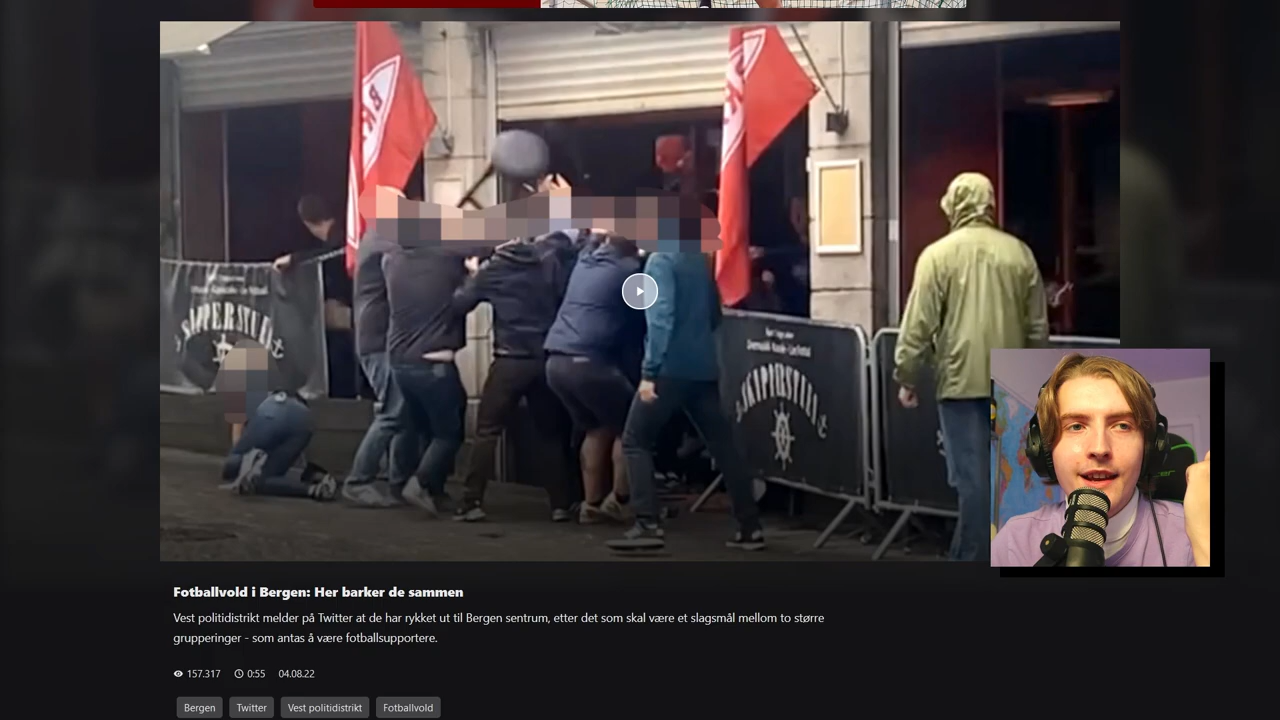 SKIPPERSTUEN
Fotballvold i Bergen: Her barker de sammen
Vest politidistrikt melder på Twitter at de har rykket ut til Bergen sentrum, etter det som skal være et slagsmål mellom to større
grupperinger - som antas å være fotballsupportere.
157.317 0:55 04.08.22
Bergen Twitter Vest politidistrikt Fotballvold